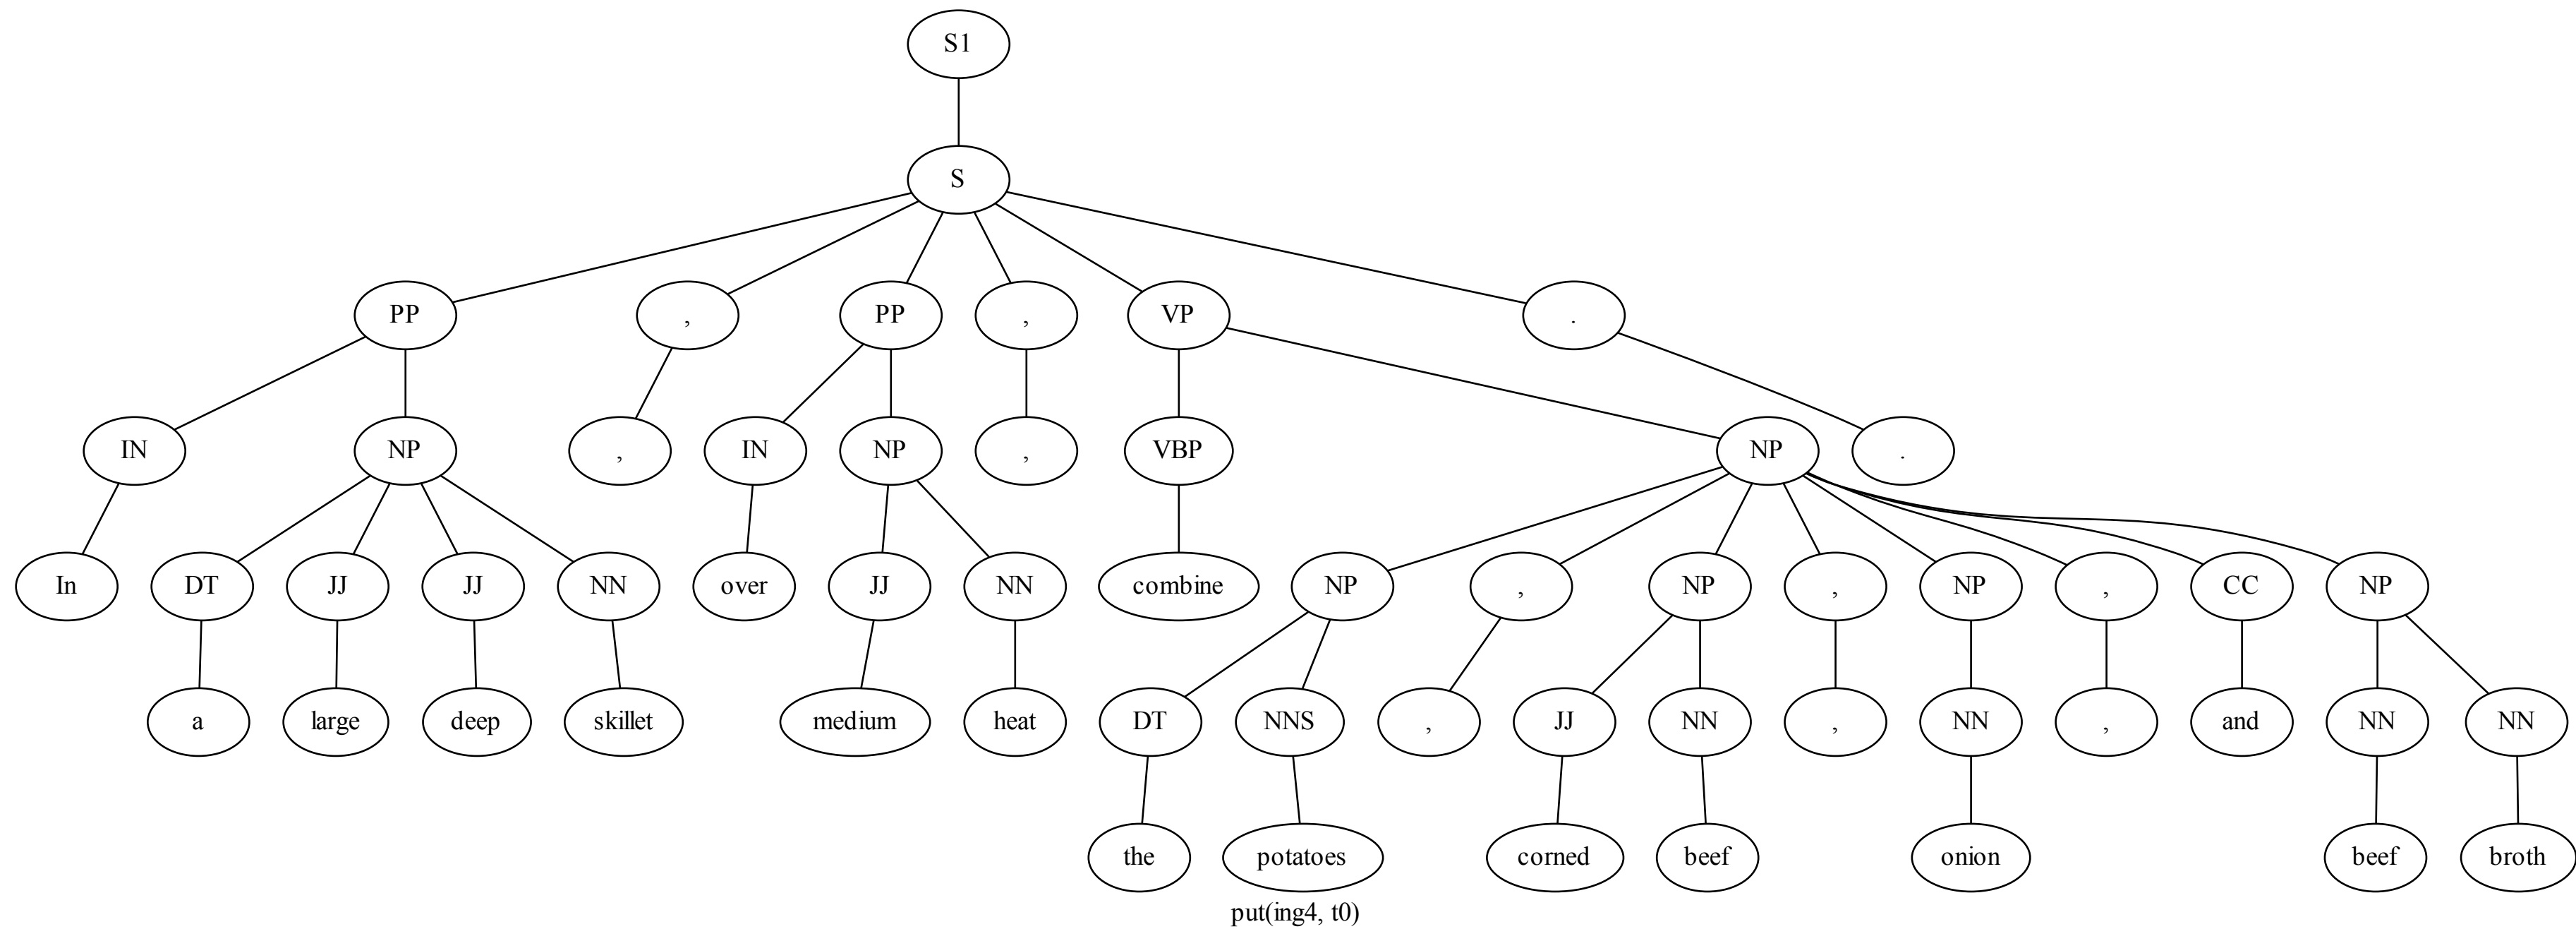 S1
S
PP , PP , VP .
IN NP , IN NP , VBP NP .
In DT JJ JJ NN over JJ NN combine NP , NP , NP , CC NP
a large deep skillet medium heat DT NNS , JJ NN , NN , and NN NN
the potatoes corned beef onion beef broth
put(ing4, t0)